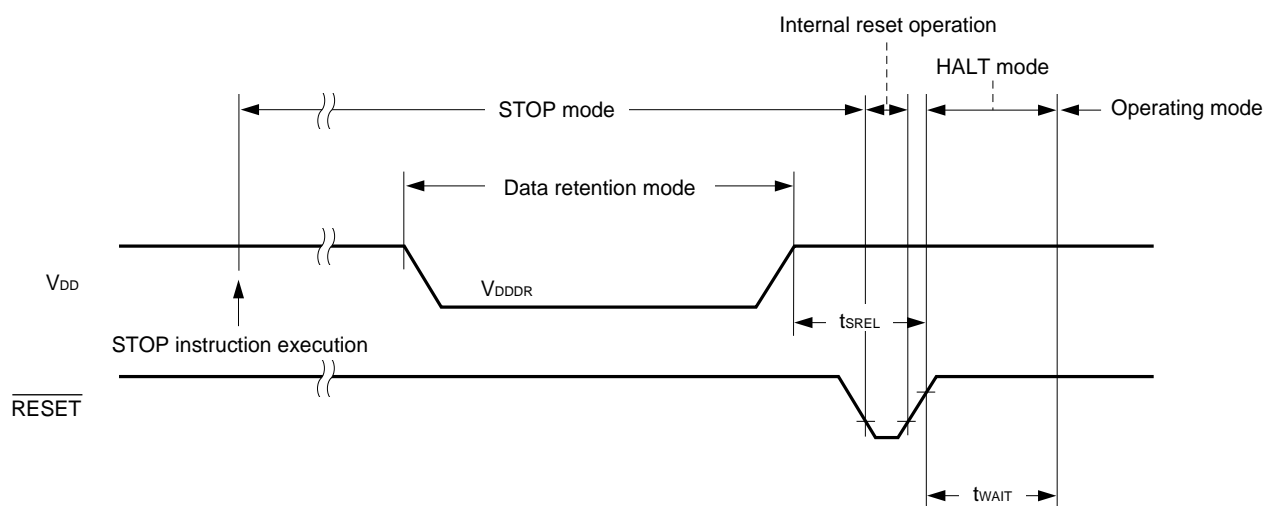 Internal reset operation
HALT mode
STOP mode
Operating mode
Data retention mode
VDD
VDDDR
tSREL
STOP instruction execution
RESET
tWAIT